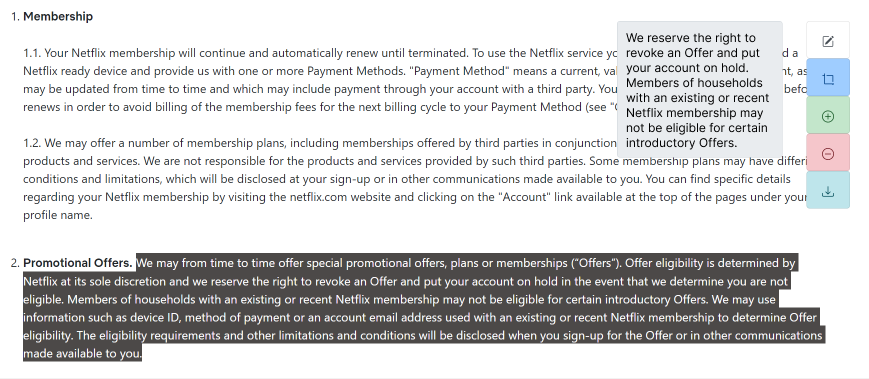 1. Membership
1.1. Your Netflix membership will continue and automatically renew until terminated. To use the Netflix service
d a
Netflix ready device and provide us with one or more Payment Methods. "Payment Method" means a current,
as
may be updated from time to time and which may include payment through your account with a third party. You
renews in order to avoid billing of the membership fees for the next billing cycle to your Payment Method (see
We reserve the right to
revoke an Offer and put
your account on hold.
Members of households
with an existing or recent
Netflix membership may
not be eligible for certain
introductory Offers.
1.2. We may offer a number of membership plans, including memberships offered by third parties in conjunction
products and services. We are not responsible for the products and services provided by such third parties. Some membership plans may have
conditions and limitations, which will be disclosed at your sign-up or in other communications made available to you. You can find specific details
regarding your Netflix membership by visiting the netflix.com website and clicking on the "Account" link available at the top of the pages under your
profile name.
2. Promotional Offers. We may from time to time offer special promotional offers, plans or memberships (“Offers”). Offer eligibility is determined by
Netflix at its sole discretion and we reserve the right to revoke an Offer and put your account on hold in the event that we determine you are not
eligible. Members of households with an existing or recent Netflix membership may not be eligible for certain introductory Offers. We may use
information such as device ID, method of payment or an account email address used with an existing or recent Netflix membership to determine Offer
eligibility. The eligibility requirements and other limitations and conditions will be disclosed when you sign-up for the Offer or in other communications
made available to you.